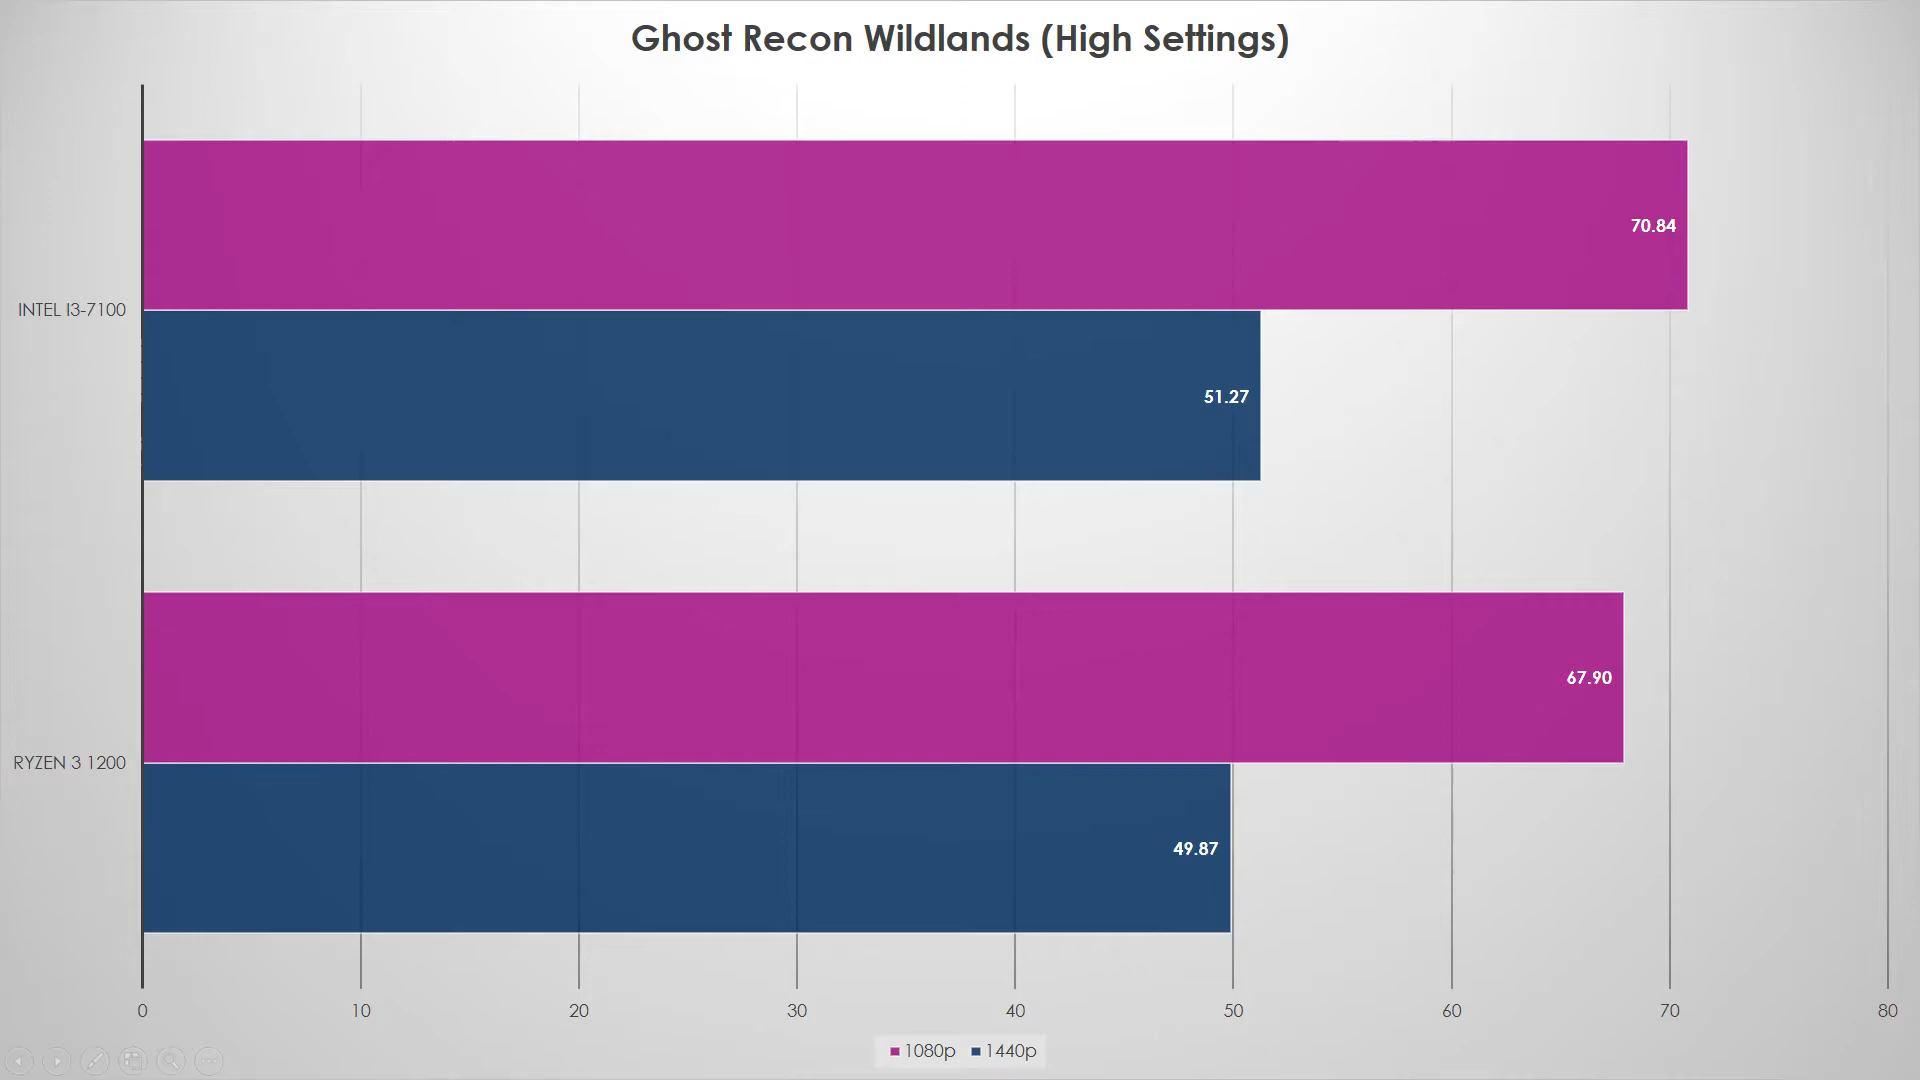 Ghost Recon Wildlands (High Settings)
70.84
INTEL I3-7100
51.27
67.90
RYZEN 3 1200
49.87
0 10 20 30 40 50 60 70 80
1080p 1440p